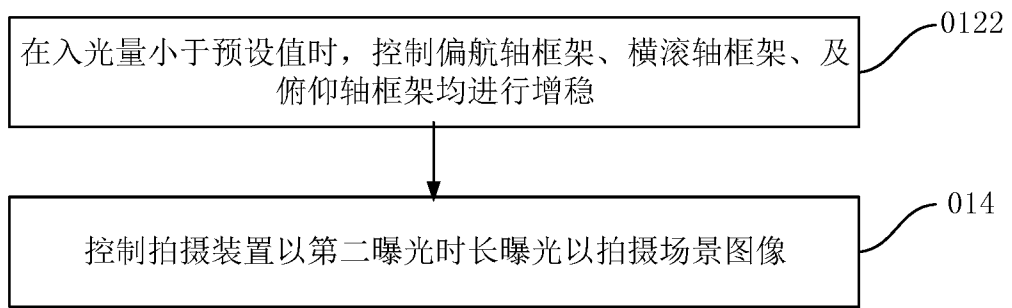 0122
在入光量小于预设值时，控制偏航轴框架、横滚轴框架、及
俯仰轴框架均进行增稳
014
控制拍摄装置以第二曝光时长曝光以拍摄场景图像